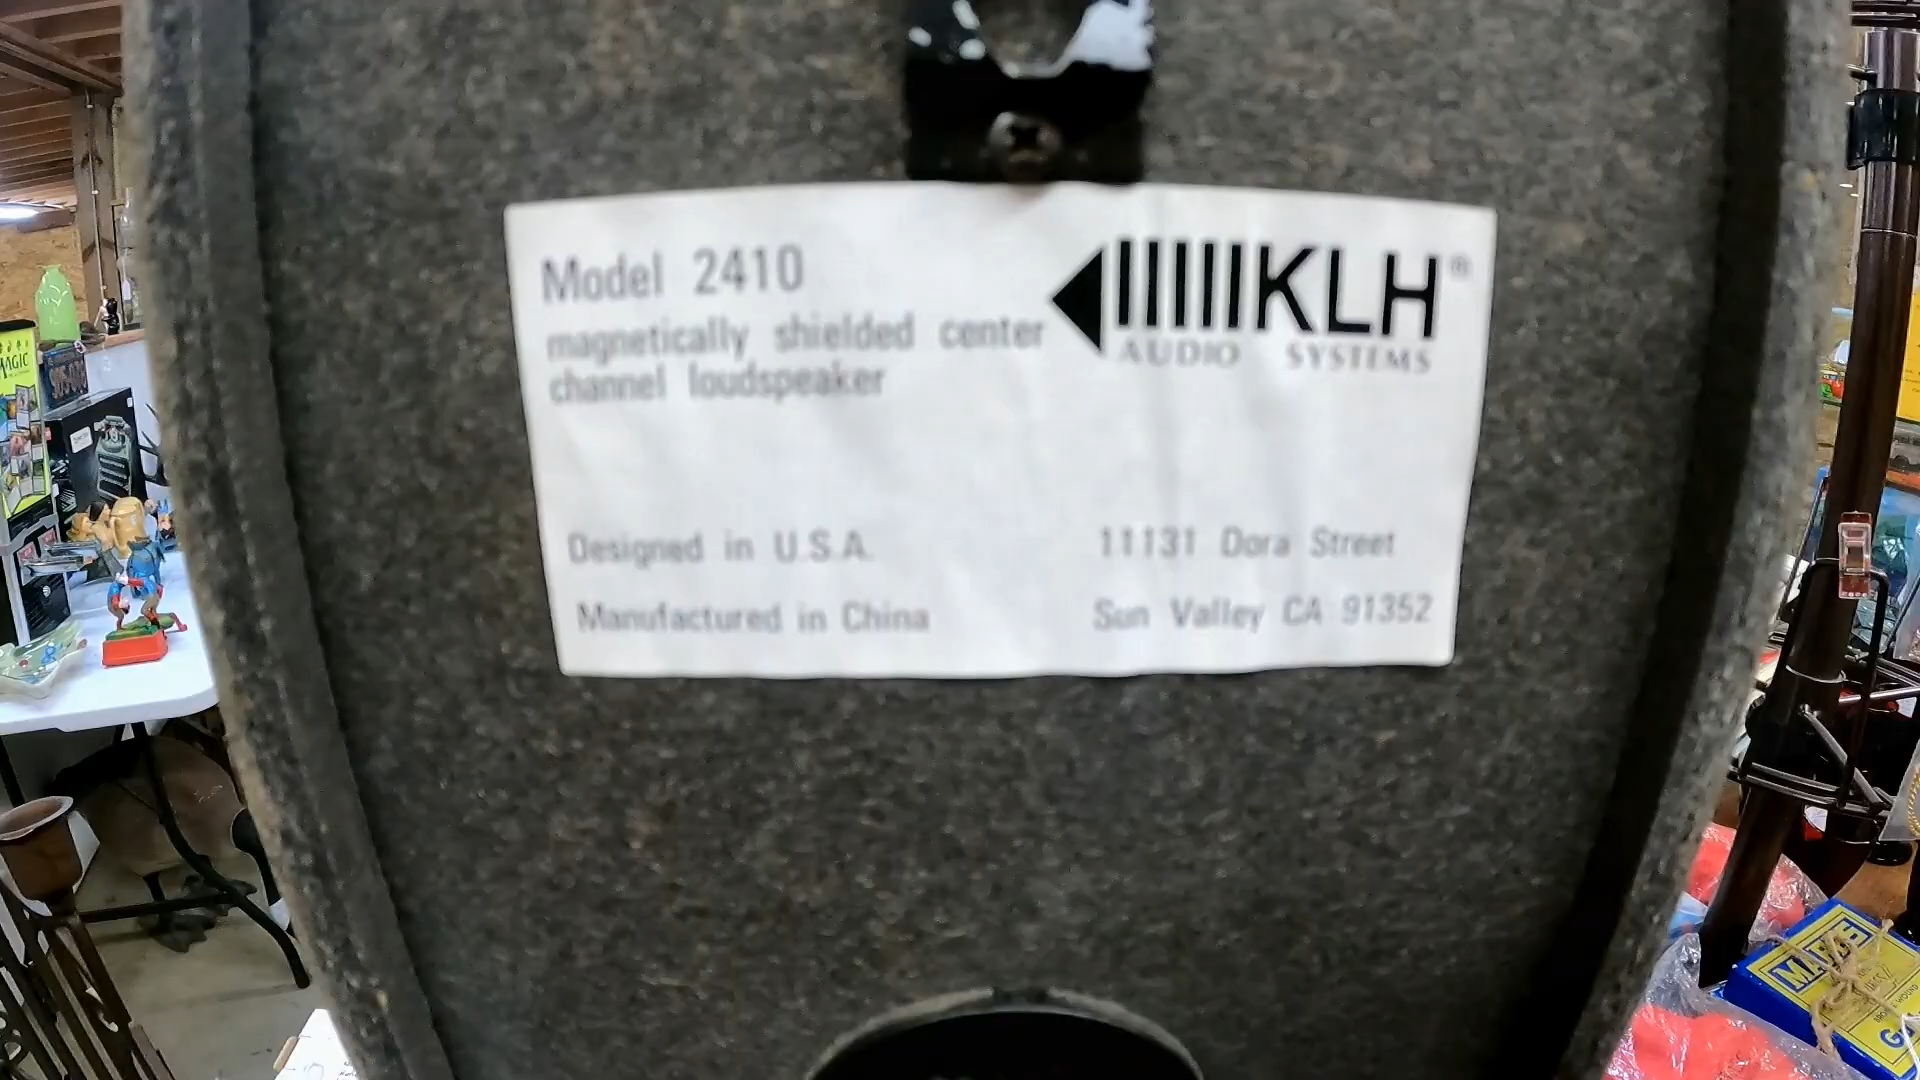 Model 2410
magnetically shielded center
channel loudspeaker
KLH®
AUDIO SYSTEMS
Designed in U.S.A.
Manufactured in China
11131 Dora Street
Sun Valley CA 91352
MAGIC